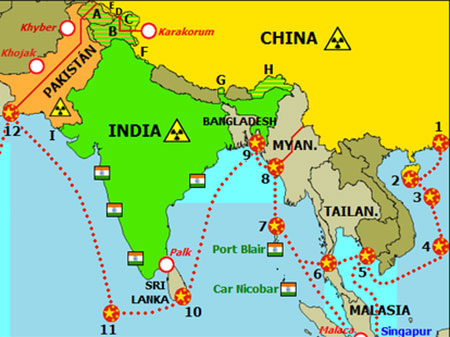 A
E
D
C
B
F
Khyber
Karakorum
Khojak
PAKISTÁN
CHINA
G
H
I
INDIA
BANGLADESH
MYAN.
TAILAN.
1
2
3
4
5
6
7
8
9
10
11
12
Port Blair
Car Nicobar
Palk
SRI
LANKA
MALASIA
Malaca
Singapur